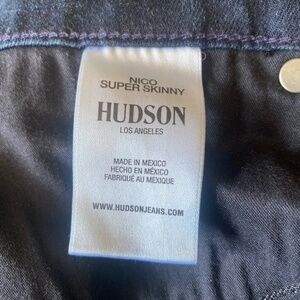 NICO
SUPER SKINNY
HUDSON
LOS ANGELES
MADE IN MEXICO
HECHO EN MÉXICO
FABRIQUÉ AU MEXIQUE
WWW.HUDSONJEANS.COM